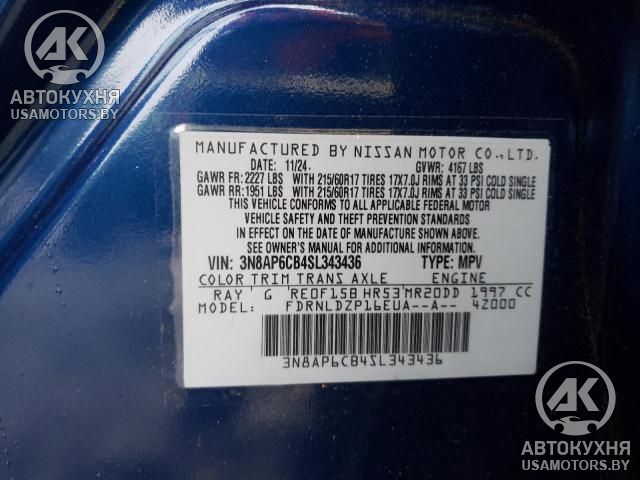 AK
АВТОКУХНЯ
USAMOTORS.BY
MANUFACTURED BY NISSAN MOTOR CO.,LTD.
DATE: 11/24. GVWR: 4167 LBS
GAWR FR: 2227 LBS WITH 215/60R17 TIRES 17X7.0J RIMS AT 33 PSI COLD SINGLE
GAWR RR: 1951 LBS WITH 215/60R17 TIRES 17X7.0J RIMS AT 33 PSI COLD SINGLE
THIS VEHICLE CONFORMS TO ALL APPLICABLE FEDERAL MOTOR
VEHICLE SAFETY AND THEFT PREVENTION STANDARDS
IN EFFECT ON THE DATE OF MANUFACTURE SHOWN ABOVE.
SEE OWNER'S MANUAL FOR ADDITIONAL INFORMATION.
VIN: 3N8AP6CB4SL343436 TYPE: MPV
COLOR TRIM TRANS AXLE ENGINE
RAY G RE0F15B HR53 MR20DD 1997 CC
MODEL: FDRNLDZP16EUA--A-- 4Z000
3N8AP6CB4SL343436
AK
АВТОКУХНЯ
USAMOTORS.BY